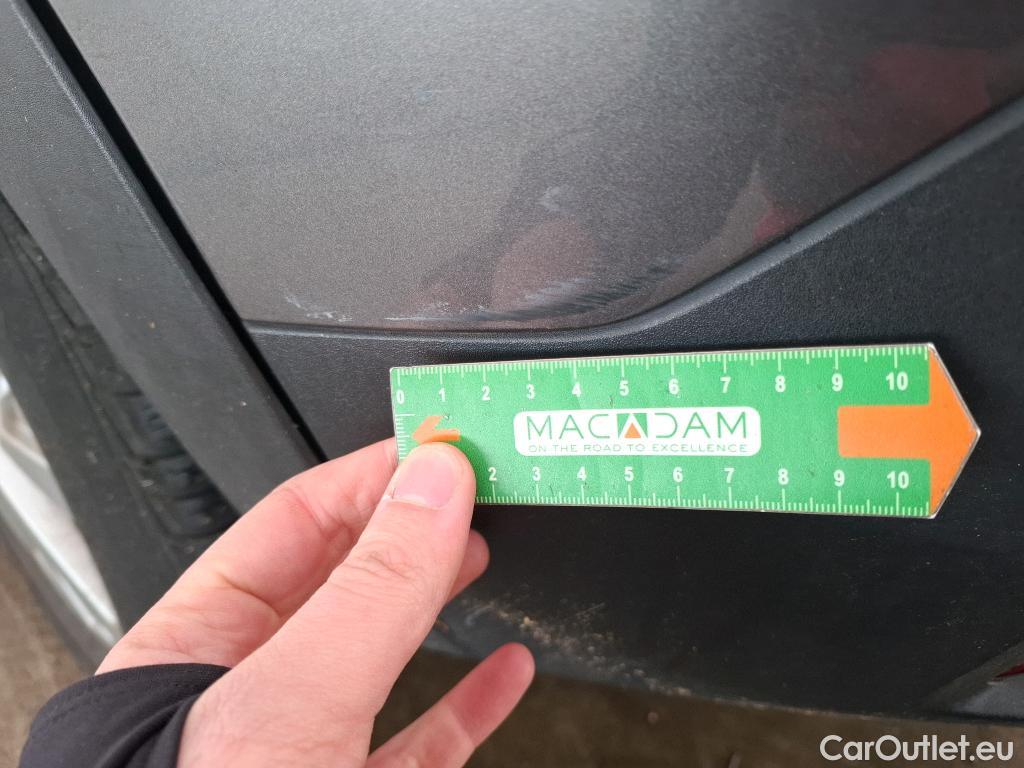 0 1 2 3 4 5 6 7 8 9 10
MACADAM
ON THE ROAD TO EXCELLENCE
2 3 4 5 6 7 8 9 10
CarOutlet.eu